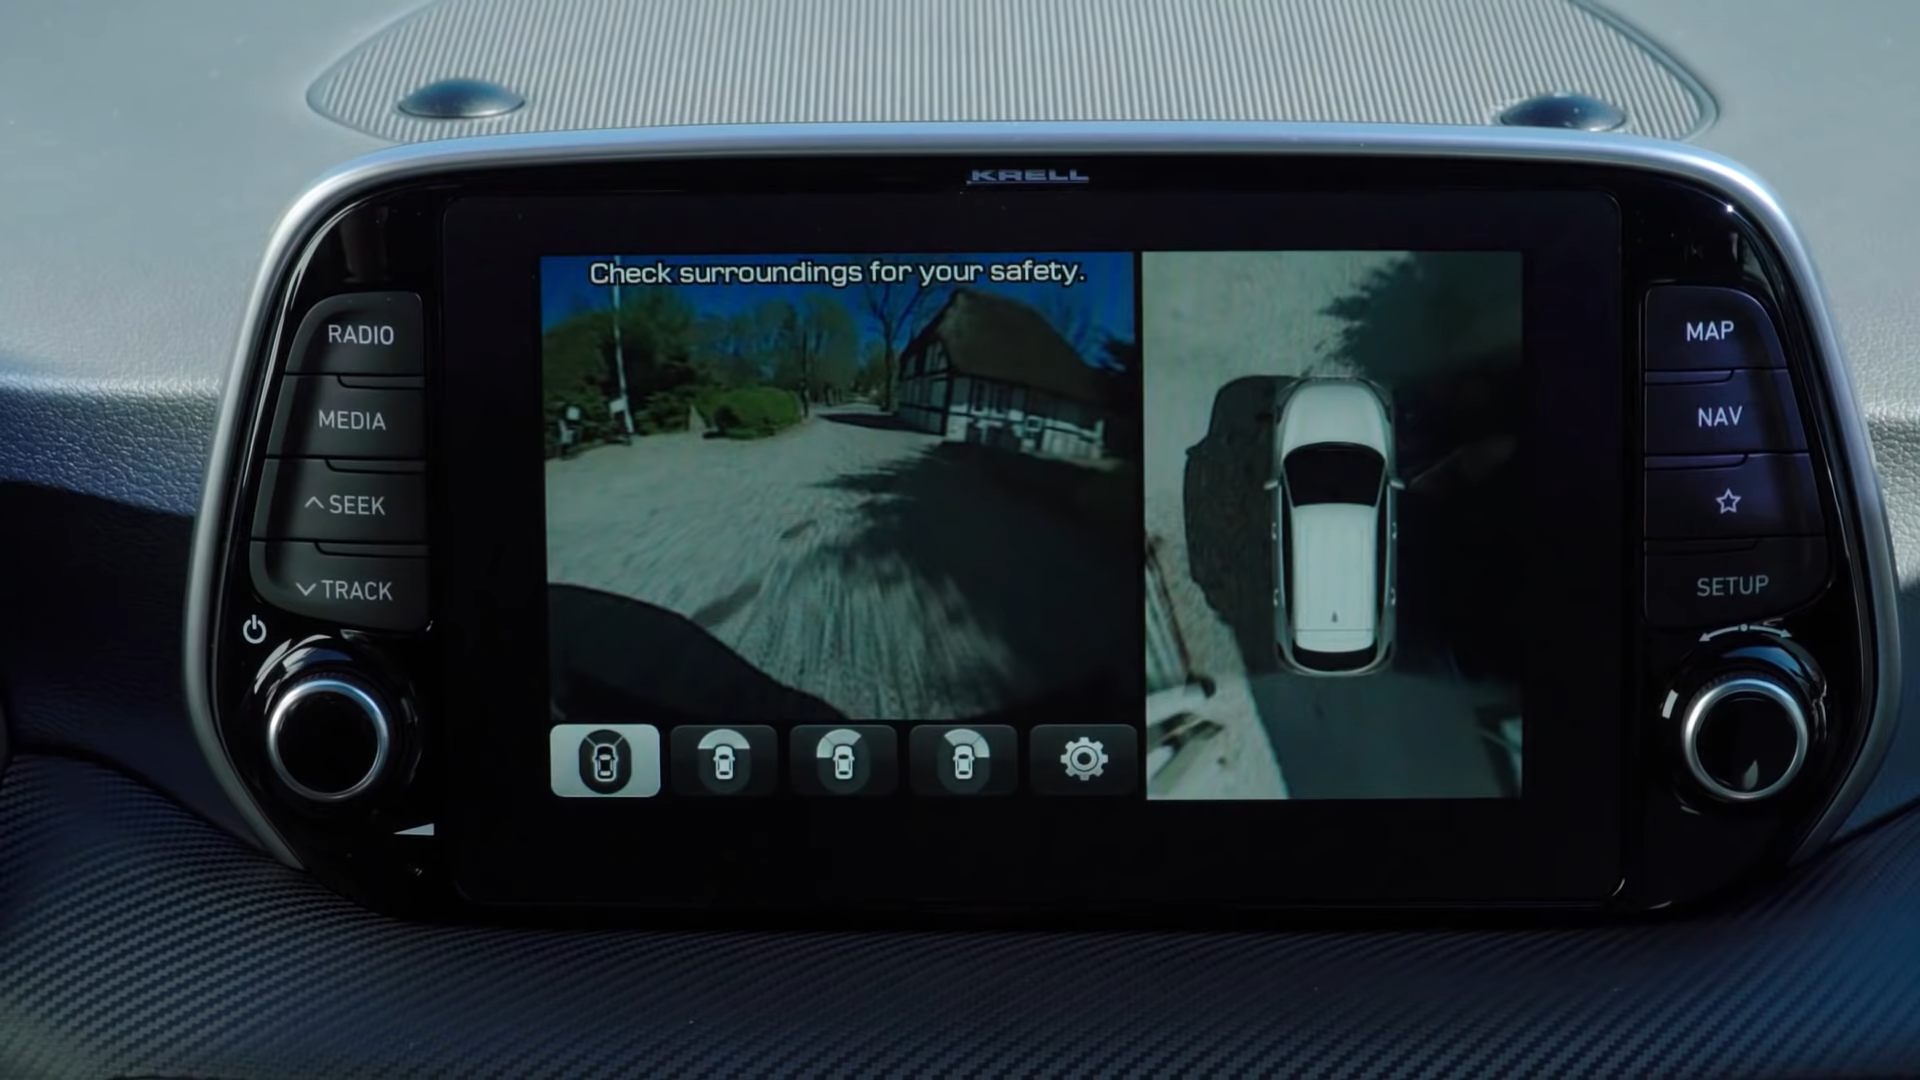 KRELL
Check surroundings for your safety.
RADIO
MEDIA
SEEK
TRACK
MAP
NAV
SETUP